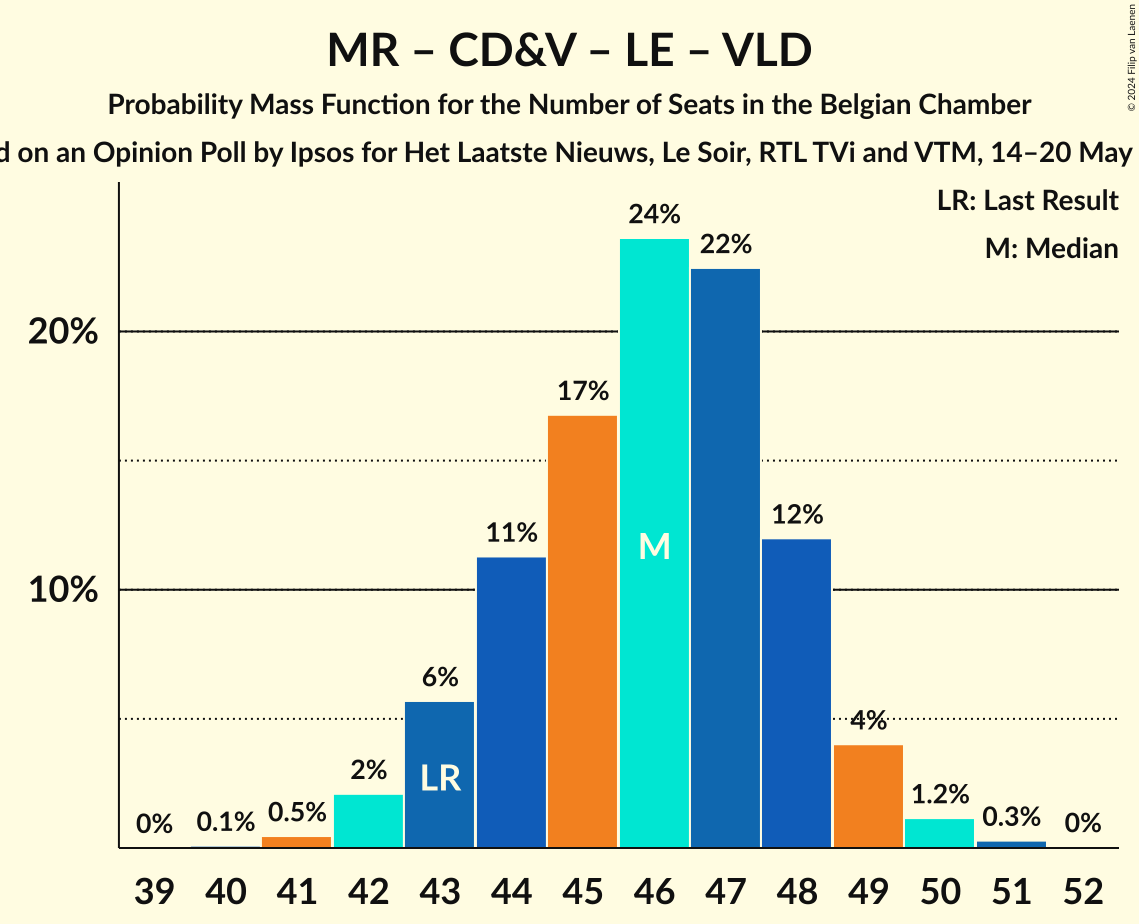 MR – CD&V – LE – VLD
Probability Mass Function for the Number of Seats in the Belgian Chamber
on an Opinion Poll by Ipsos for Het Laatste Nieuws, Le Soir, RTL TVi and VTM, 14–20 May
© 2024 Filip van Laenen
LR: Last Result
M: Median
24%
22%
20%
17%
12%
11%
M
10%
6%
4%
LR
2%
1.2%
0% 0.1% 0.5% 0.3% 0%
39 40 41 42 43 44 45 46 47 48 49 50 51 52